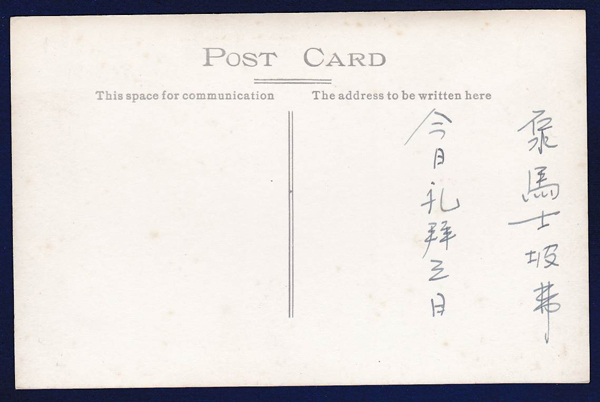 POST CARD
This space for communication
The address to be written here
泵馬士坡
今日礼拜三日